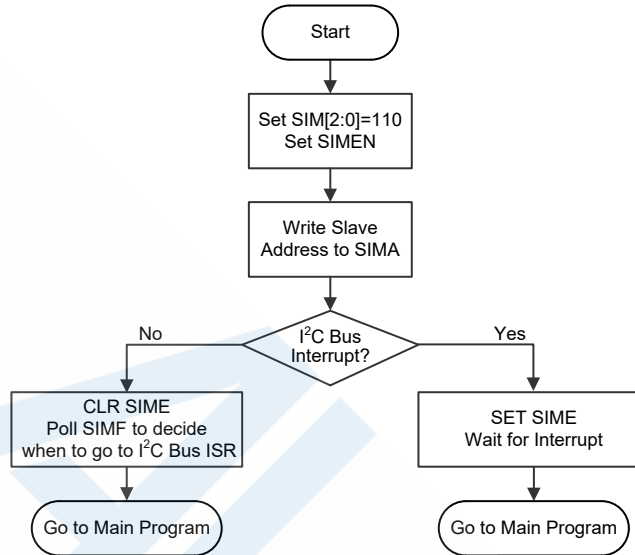 Start
Set SIM[2:0]=110
Set SIMEN
Write Slave
Address to SIMA
I²C Bus
Interrupt?
No
Yes
CLR SIME
Poll SIMF to decide
when to go to I²C Bus ISR
SET SIME
Wait for Interrupt
Go to Main Program
Go to Main Program